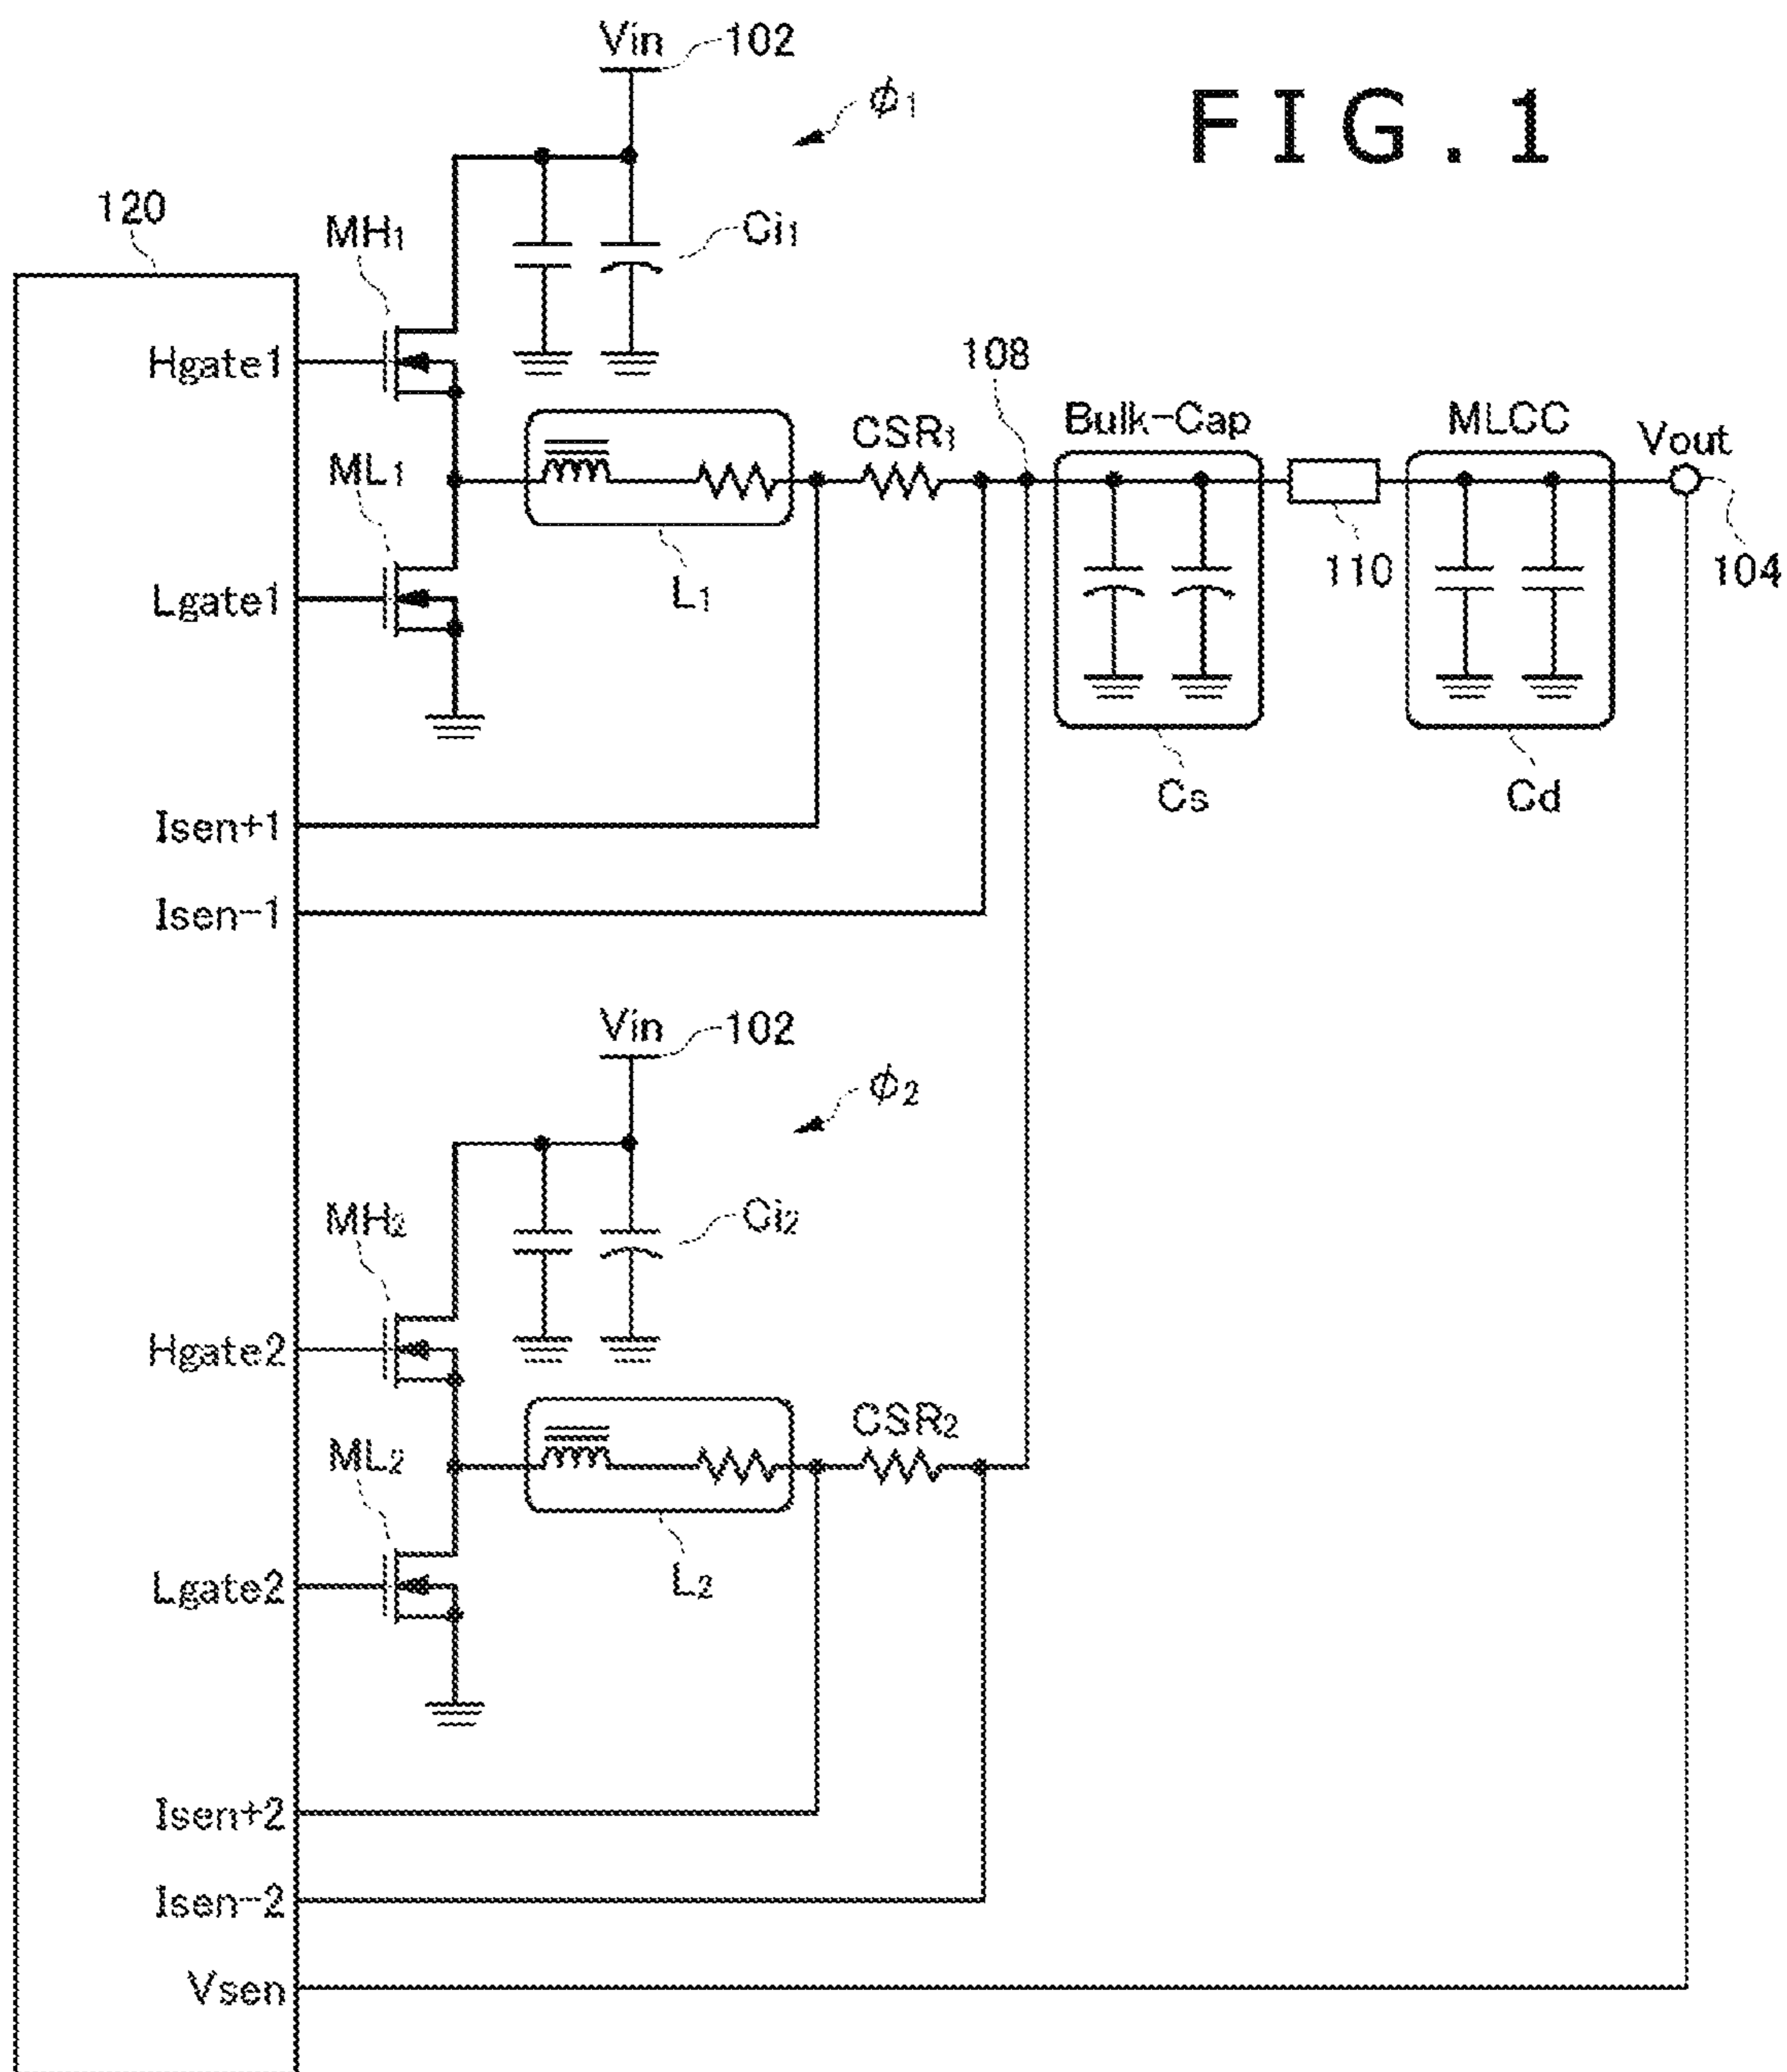 FIG.1
Vin 102
ϕ1
120
MH1
Ci1
Hgate1
108
Bulk-Cap
MLCC
Vout
CSR1
ML1
L1
110
104
Lgate1
Cs
Cd
Isen+1
Isen-1
Vin 102
ϕ2
MH2
Ci2
Hgate2
CSR2
ML2
L2
Lgate2
Isen+2
Isen-2
Vsen